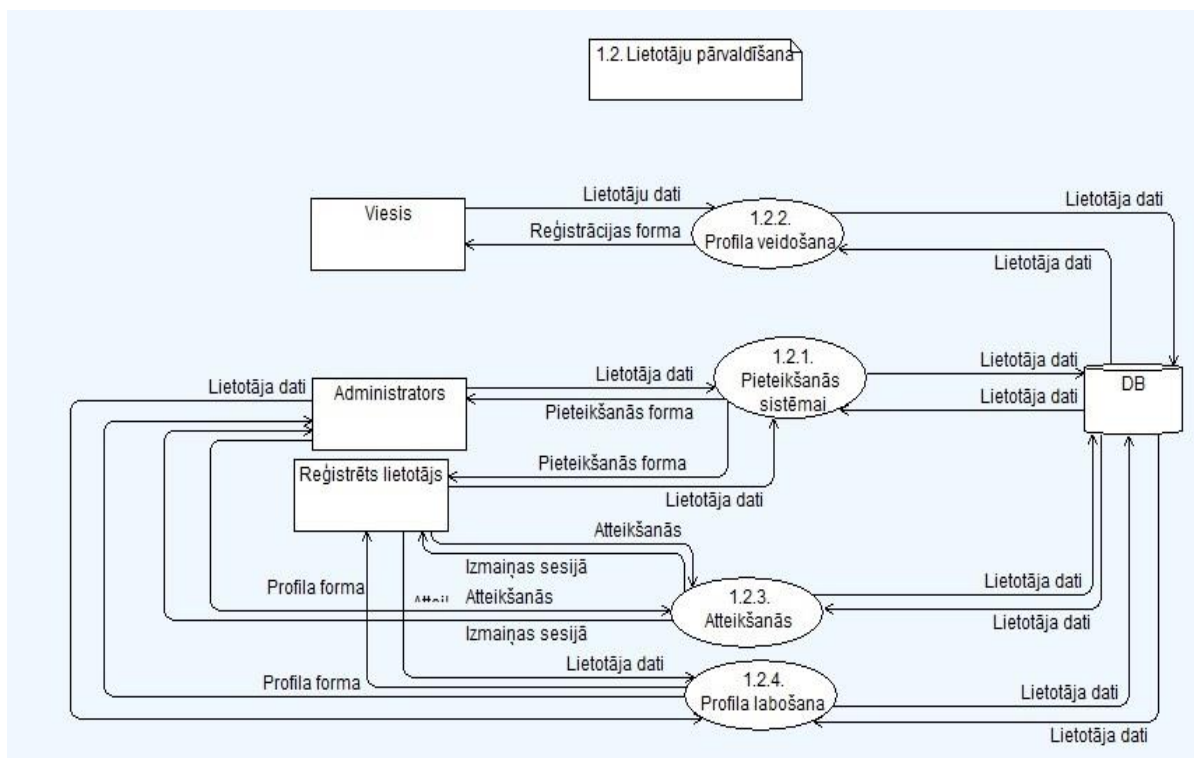 1.2. Lietotāju pārvaldīšana
Lietotāju dati
Lietotāja dati
Viesis
1.2.2.
Profila veidošana
Reģistrācijas forma
Lietotāja dati
1.2.1.
Pieteikšanās
sistēmai
Lietotāja dati
Lietotāja dati
Lietotāja dati
Administrators
DB
Pieteikšanās forma
Lietotāja dati
Pieteikšanās forma
Reģistrēts lietotājs
Lietotāja dati
Atteikšanās
Izmaiņas sesijā
Profila forma
Atteikšanās
1.2.3.
Atteikšanās
Lietotāja dati
Lietotāja dati
Izmaiņas sesijā
Lietotāja dati
Profila forma
1.2.4.
Profila labošana
Lietotāja dati
Lietotāja dati